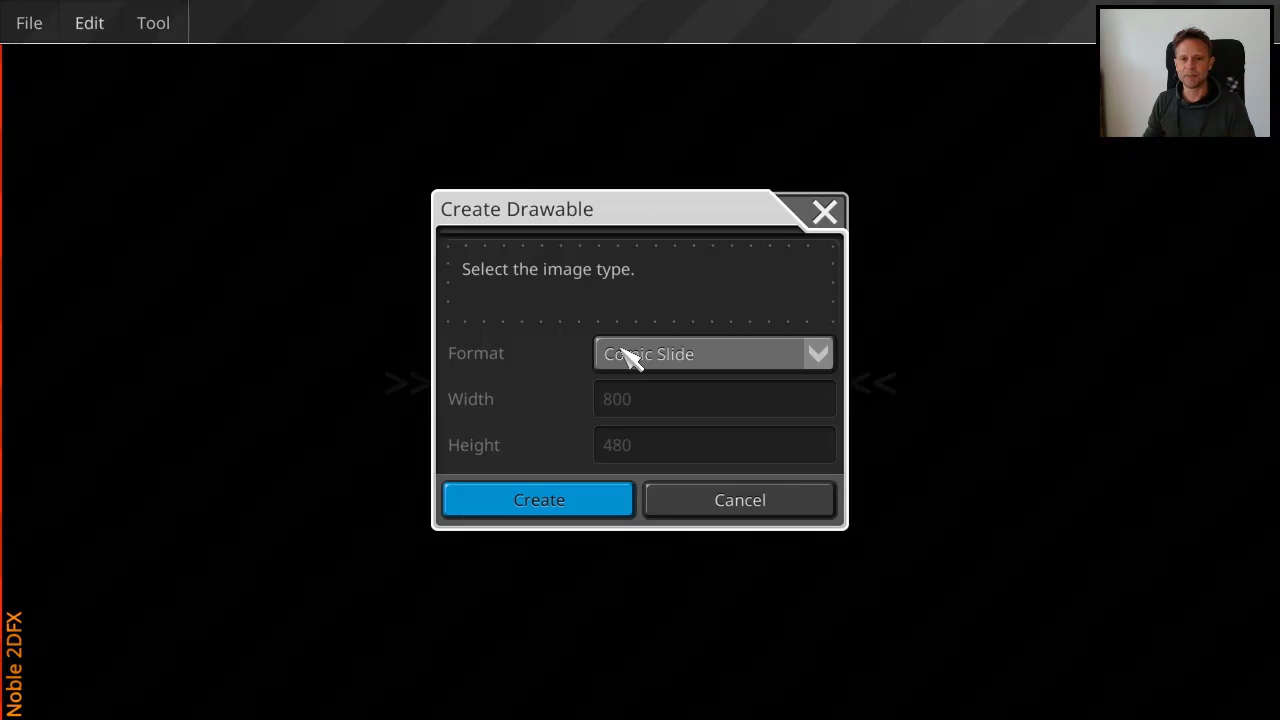 File Edit Tool
Create Drawable
Select the image type.
Format Comic Slide
Width 800
Height 480
Create Cancel
Noble 2DFX